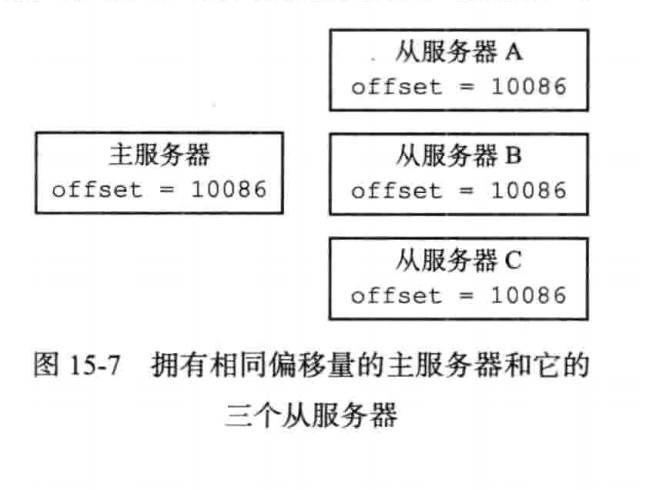 从服务器 A
offset = 10086
主服务器
offset = 10086
从服务器 B
offset = 10086
从服务器 C
offset = 10086
图 15-7 拥有相同偏移量的主服务器和它的
三个从服务器